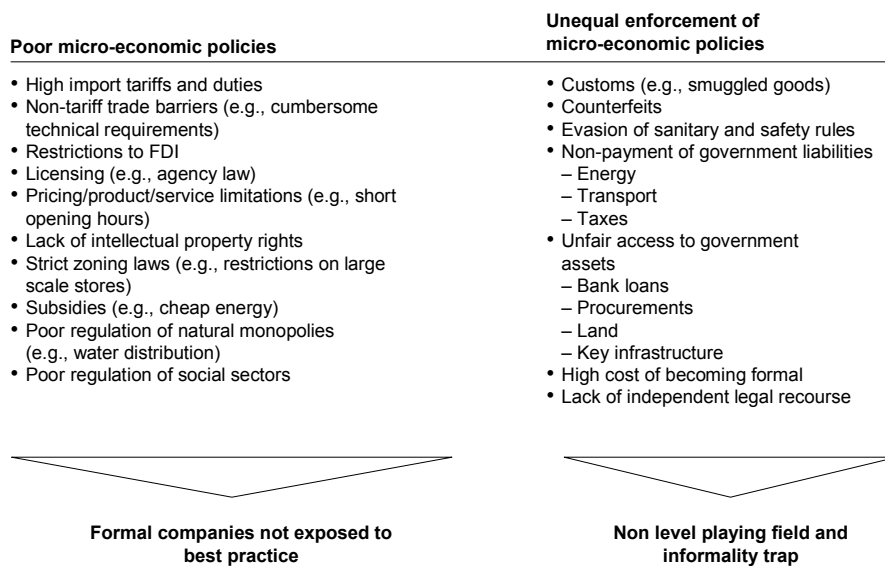 Poor micro-economic policies
• High import tariffs and duties
• Non-tariff trade barriers (e.g., cumbersome
technical requirements)
• Restrictions to FDI
• Licensing (e.g., agency law)
• Pricing/product/service limitations (e.g., short
opening hours)
• Lack of intellectual property rights
• Strict zoning laws (e.g., restrictions on large
scale stores)
• Subsidies (e.g., cheap energy)
• Poor regulation of natural monopolies
(e.g., water distribution)
• Poor regulation of social sectors
Formal companies not exposed to
best practice
Unequal enforcement of
micro-economic policies
• Customs (e.g., smuggled goods)
• Counterfeits
• Evasion of sanitary and safety rules
• Non-payment of government liabilities
– Energy
– Transport
– Taxes
• Unfair access to government
assets
– Bank loans
– Procurements
– Land
– Key infrastructure
• High cost of becoming formal
• Lack of independent legal recourse
Non level playing field and
informality trap